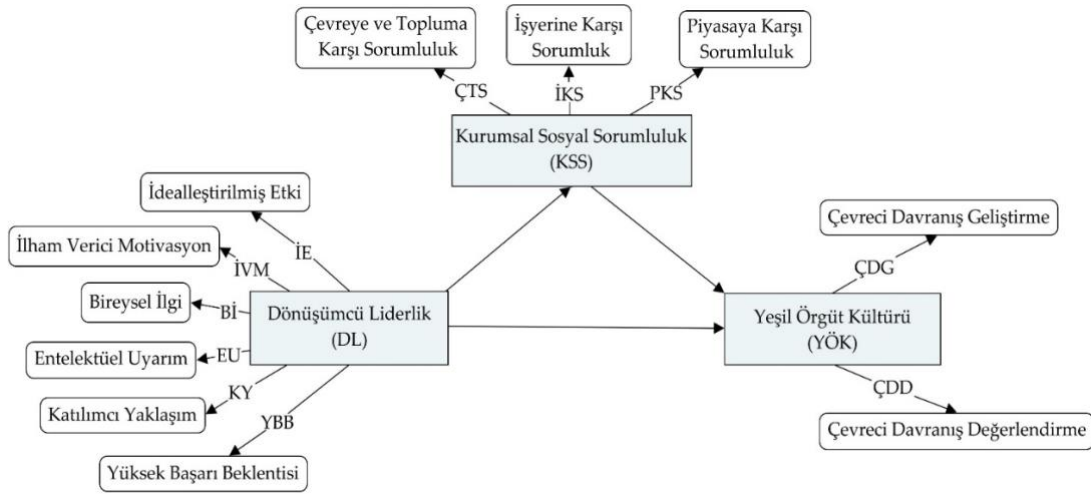 Çevreye ve Topluma
Karşı Sorumluluk
İşyerine Karşı
Sorumluk
Piyasaya Karşı
Sorumluluk
ÇTS
İKS
PKS
Kurumsal Sosyal Sorumluluk
(KSS)
İdealleştirilmiş Etki
İlham Verici Motivasyon
Bireysel İlgi
Entelektüel Uyarım
Katılımcı Yaklaşım
Yüksek Başarı Beklentisi
İE
İVM
Bİ
EU
KY
YBB
Dönüşümcü Liderlik
(DL)
Çevreci Davranış Geliştirme
ÇDG
Yeşil Örgüt Kültürü
(YÖK)
ÇDD
Çevreci Davranış Değerlendirme